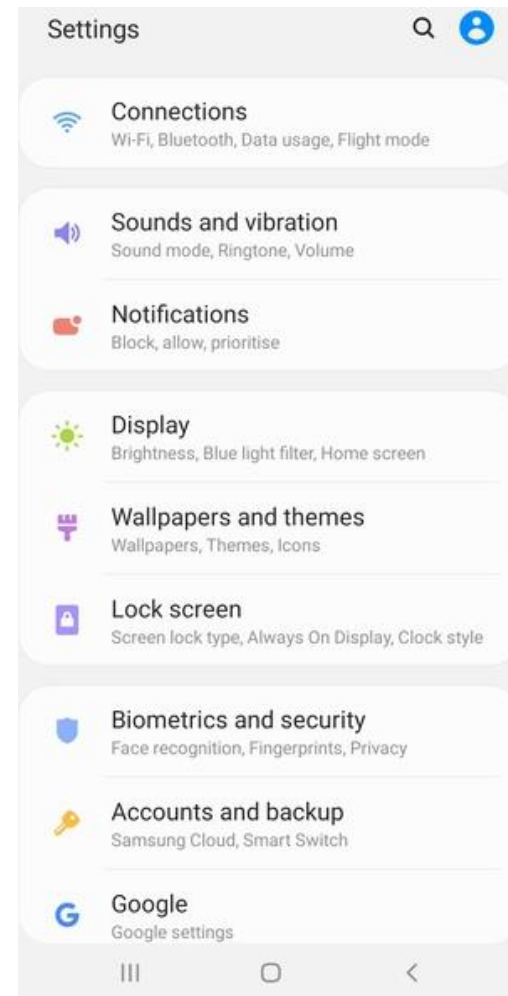 Settings
Connections
Wi-Fi, Bluetooth, Data usage, Flight mode
Sounds and vibration
Sound mode, Ringtone, Volume
Notifications
Block, allow, prioritise
Display
Brightness, Blue light filter, Home screen
Wallpapers and themes
Wallpapers, Themes, Icons
Lock screen
Screen lock type, Always On Display, Clock style
Biometrics and security
Face recognition, Fingerprints, Privacy
Accounts and backup
Samsung Cloud, Smart Switch
Google
Google settings